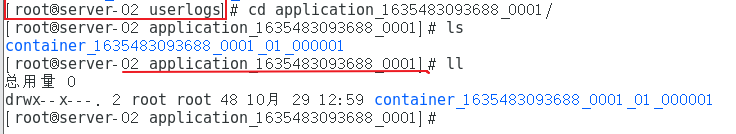 [root@server-02 userlogs]# cd application_1635483093688_0001/
[root@server-02 application_1635483093688_0001]# ls
container_1635483093688_0001_01_000001
[root@server-02 application_1635483093688_0001]# ll
总用量 0
drwx--x---. 2 root root 48 10月 29 12:59 container_1635483093688_0001_01_000001
[root@server-02 application_1635483093688_0001]#